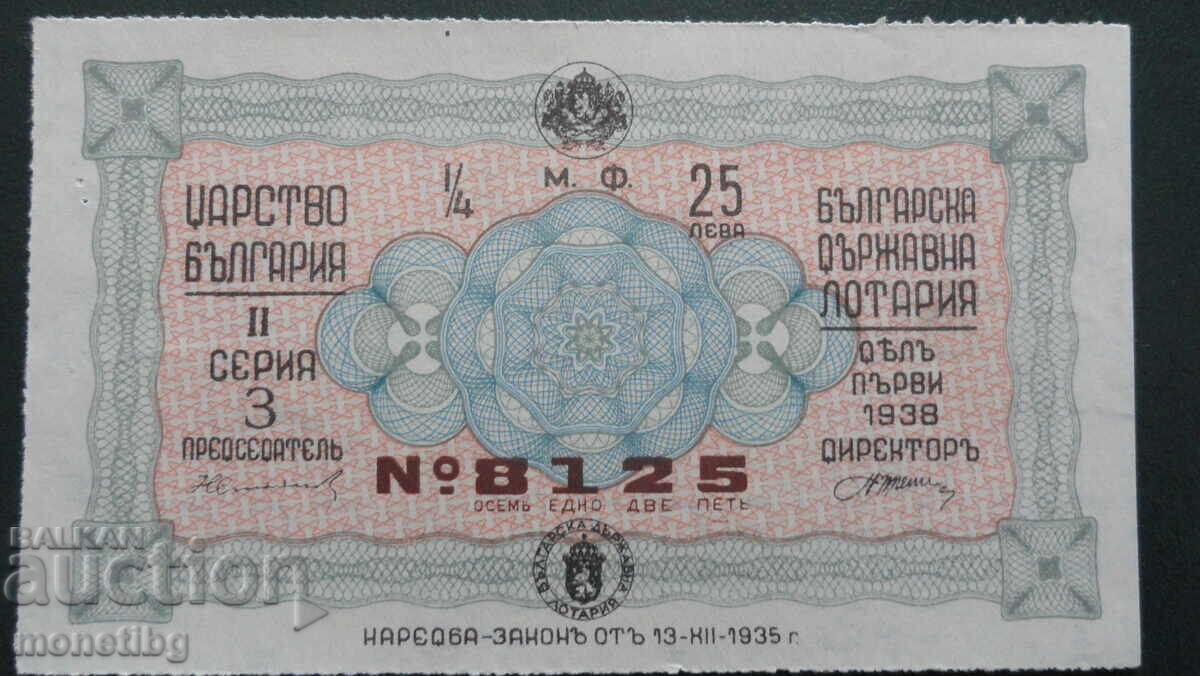 М. Ф.
1/4
25
ЛЕВА
ЦАРСТВО
БЪЛГАРИЯ
II
СЕРИЯ
3
ПРЕДСЕДАТЕЛЬ
БЪЛГАРСКА
ДЪРЖАВНА
ЛОТАРИЯ
ДѢЛЪ
ПЪРВИ
1938
ДИРЕКТОРЪ
№ 8125
ОСЕМЬ ЕДНО ДВЕ ПЕТЬ
БЪЛГАРСКА ДЪРЖАВНА
ЛОТАРИЯ
НАРЕДБА-ЗАКОНЪ ОТЪ 13-XII-1935 г.
BALKAN
auction
monetibg